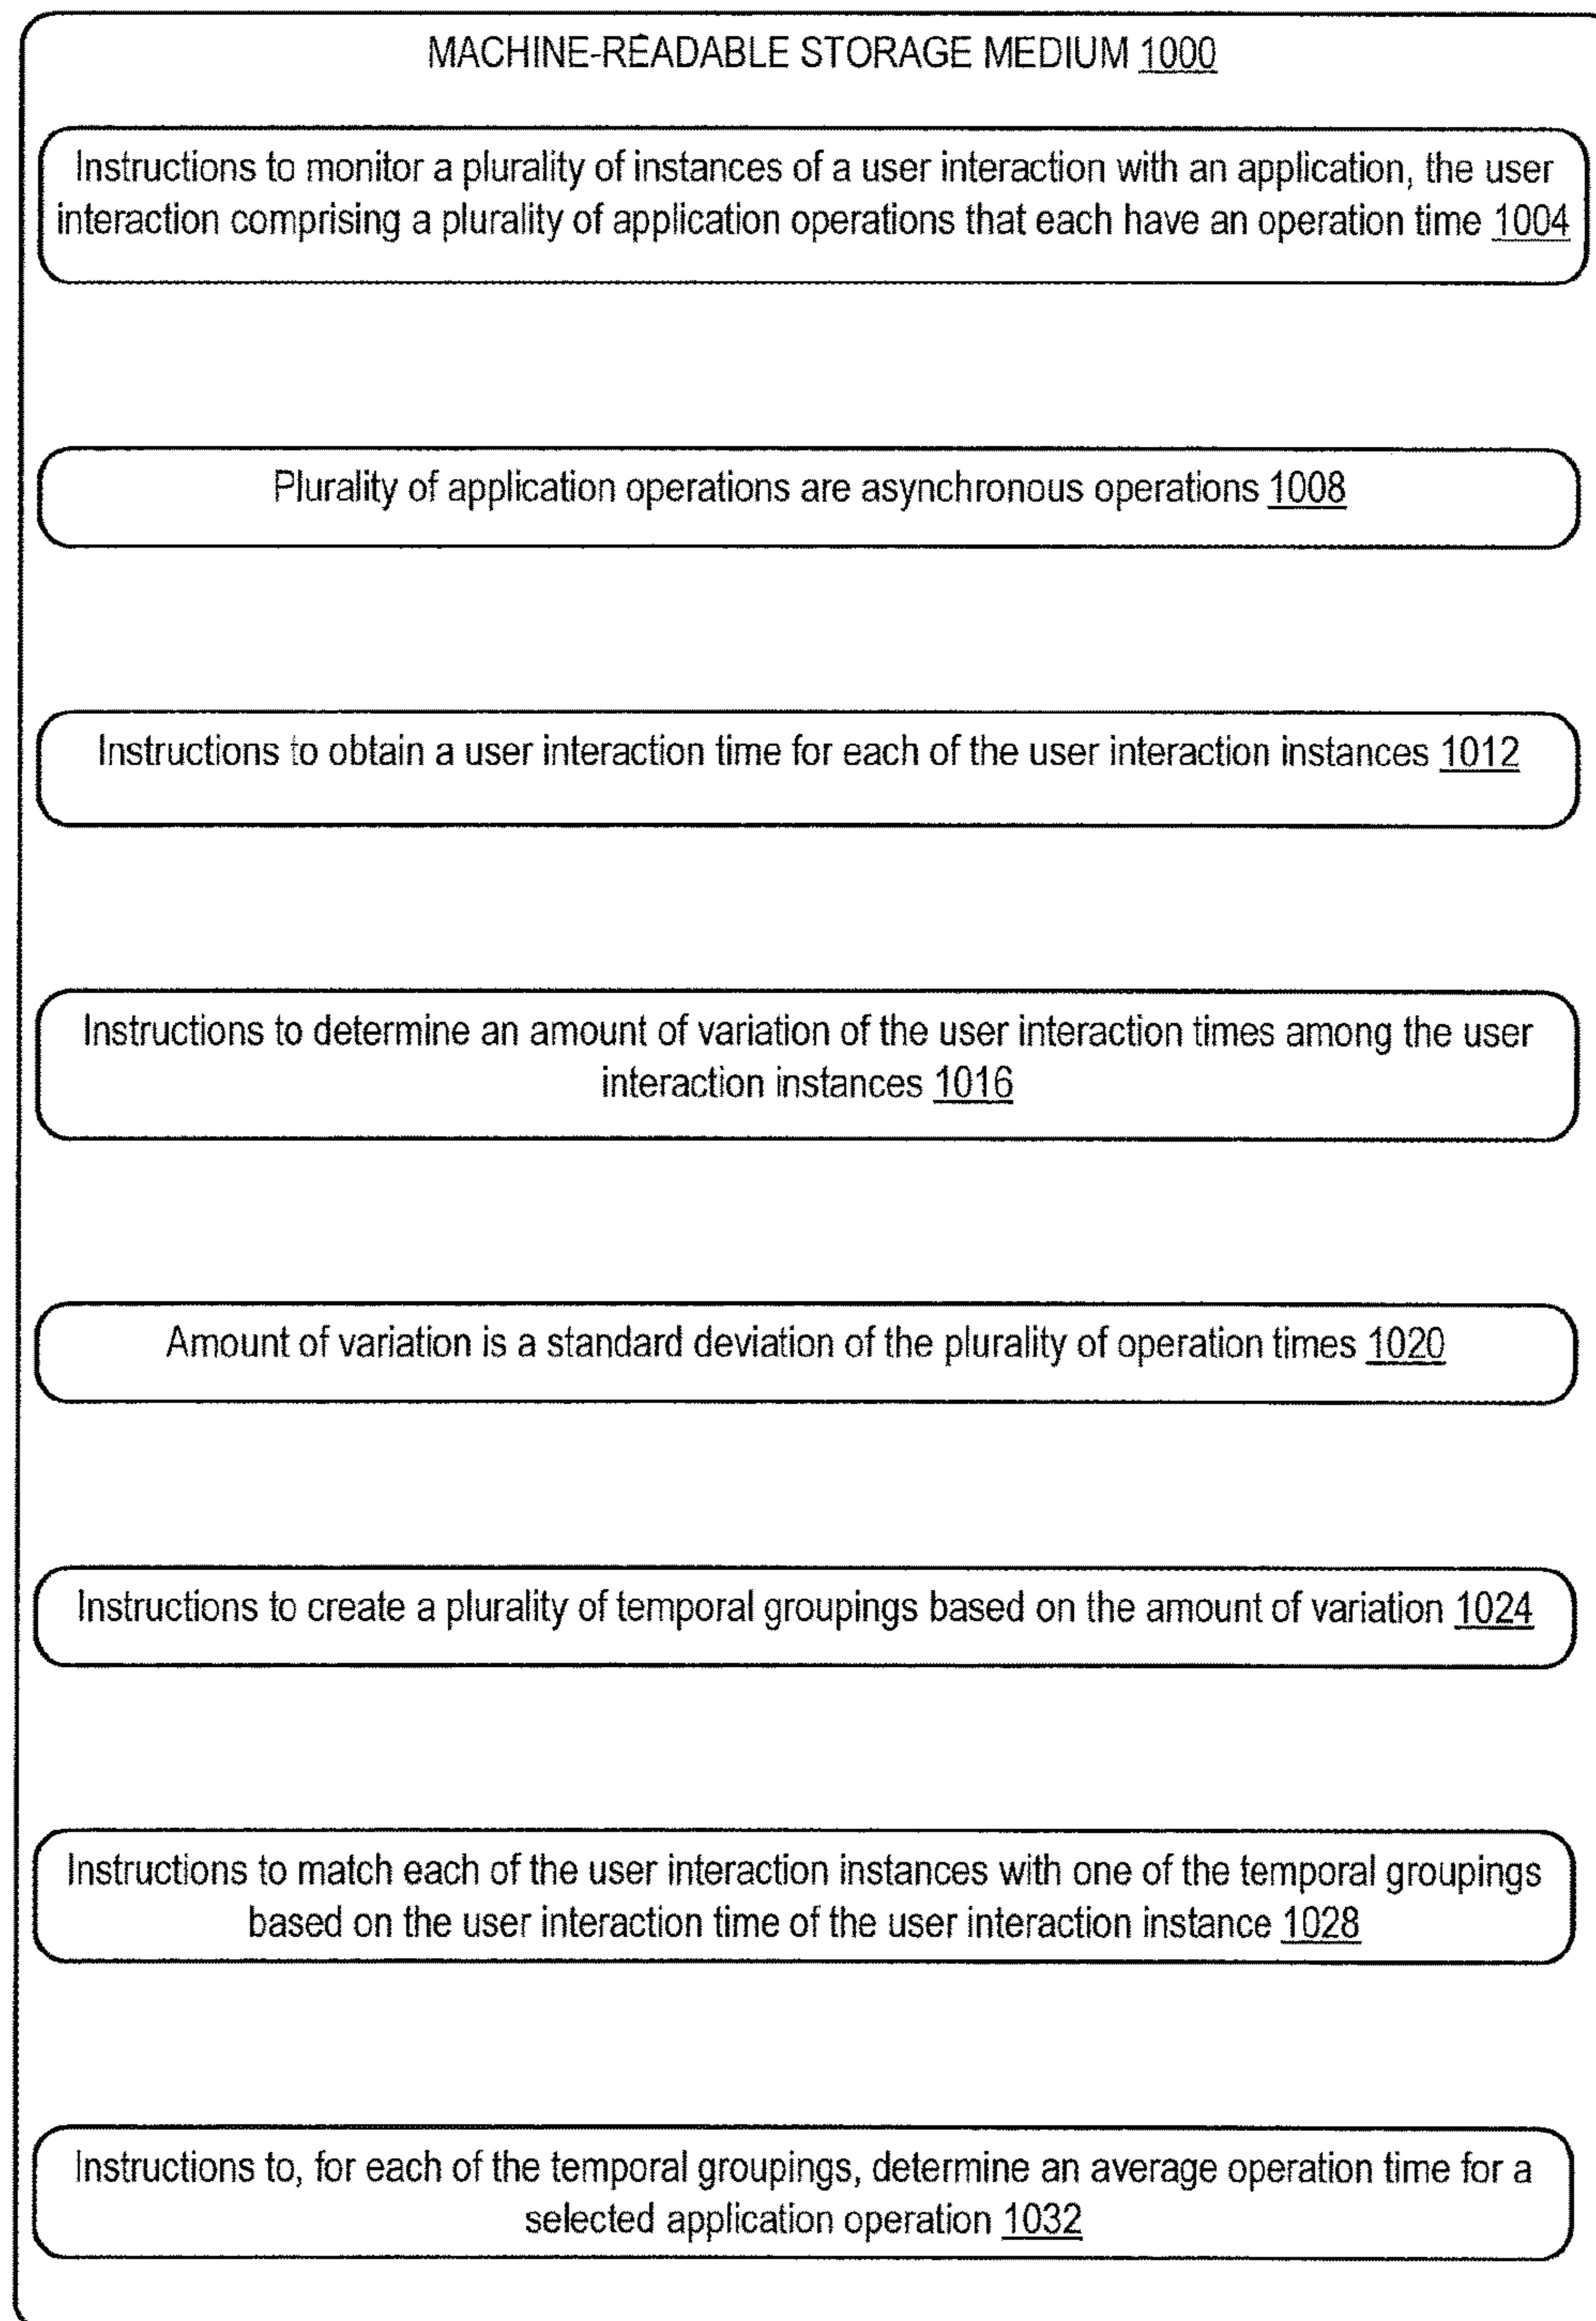 MACHINE-READABLE STORAGE MEDIUM 1000
Instructions to monitor a plurality of instances of a user interaction with an application, the user
interaction comprising a plurality of application operations that each have an operation time 1004
Plurality of application operations are asynchronous operations 1008
Instructions to obtain a user interaction time for each of the user interaction instances 1012
Instructions to determine an amount of variation of the user interaction times among the user
interaction instances 1016
Amount of variation is a standard deviation of the plurality of operation times 1020
Instructions to create a plurality of temporal groupings based on the amount of variation 1024
Instructions to match each of the user interaction instances with one of the temporal groupings
based on the user interaction time of the user interaction instance 1028
Instructions to, for each of the temporal groupings, determine an average operation time for a
selected application operation 1032